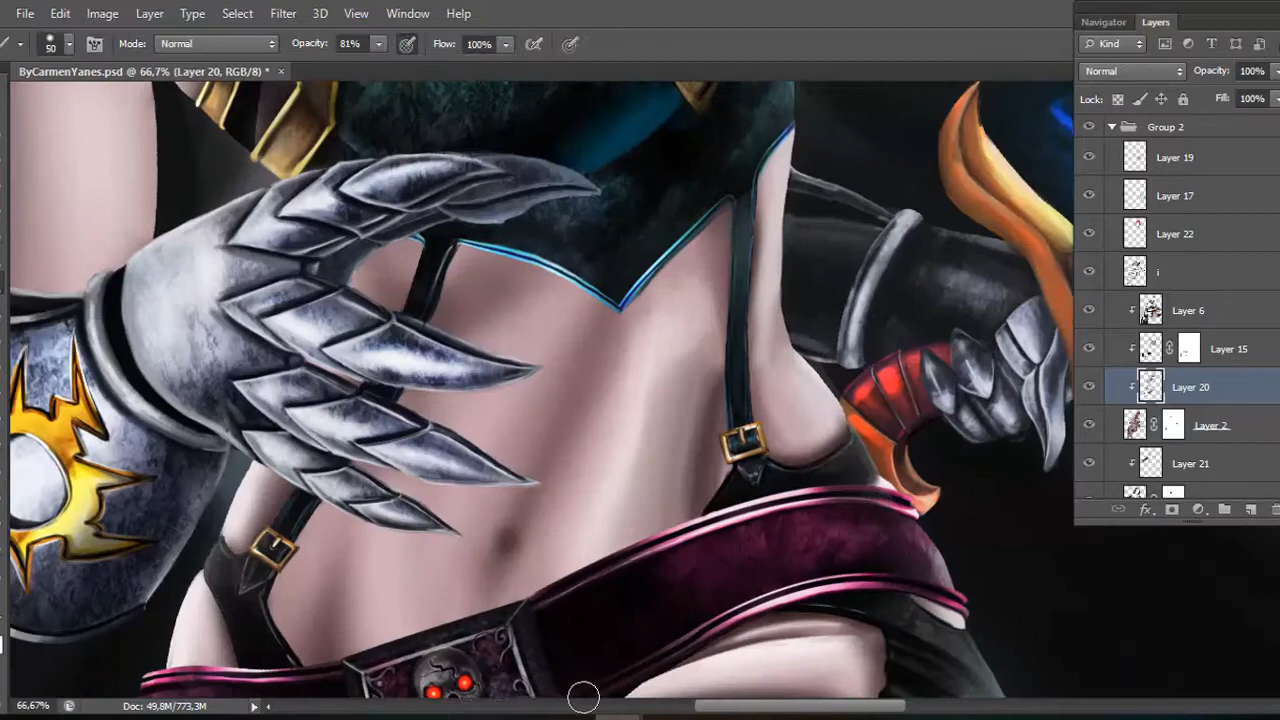 File Edit Image Layer Type Select Filter 3D View Window Help
50 Mode: Normal Opacity: 81% Flow: 100%
ByCarmenYanes.psd @ 66,7% (Layer 20, RGB/8) * ×
Navigator Layers
Kind
Normal Opacity: 100%
Lock: Fill: 100%
Group 2
Layer 19
Layer 17
Layer 22
i
Layer 6
Layer 15
Layer 20
Layer 2
Layer 21
fx
66,67% Doc: 49,8M/773,3M